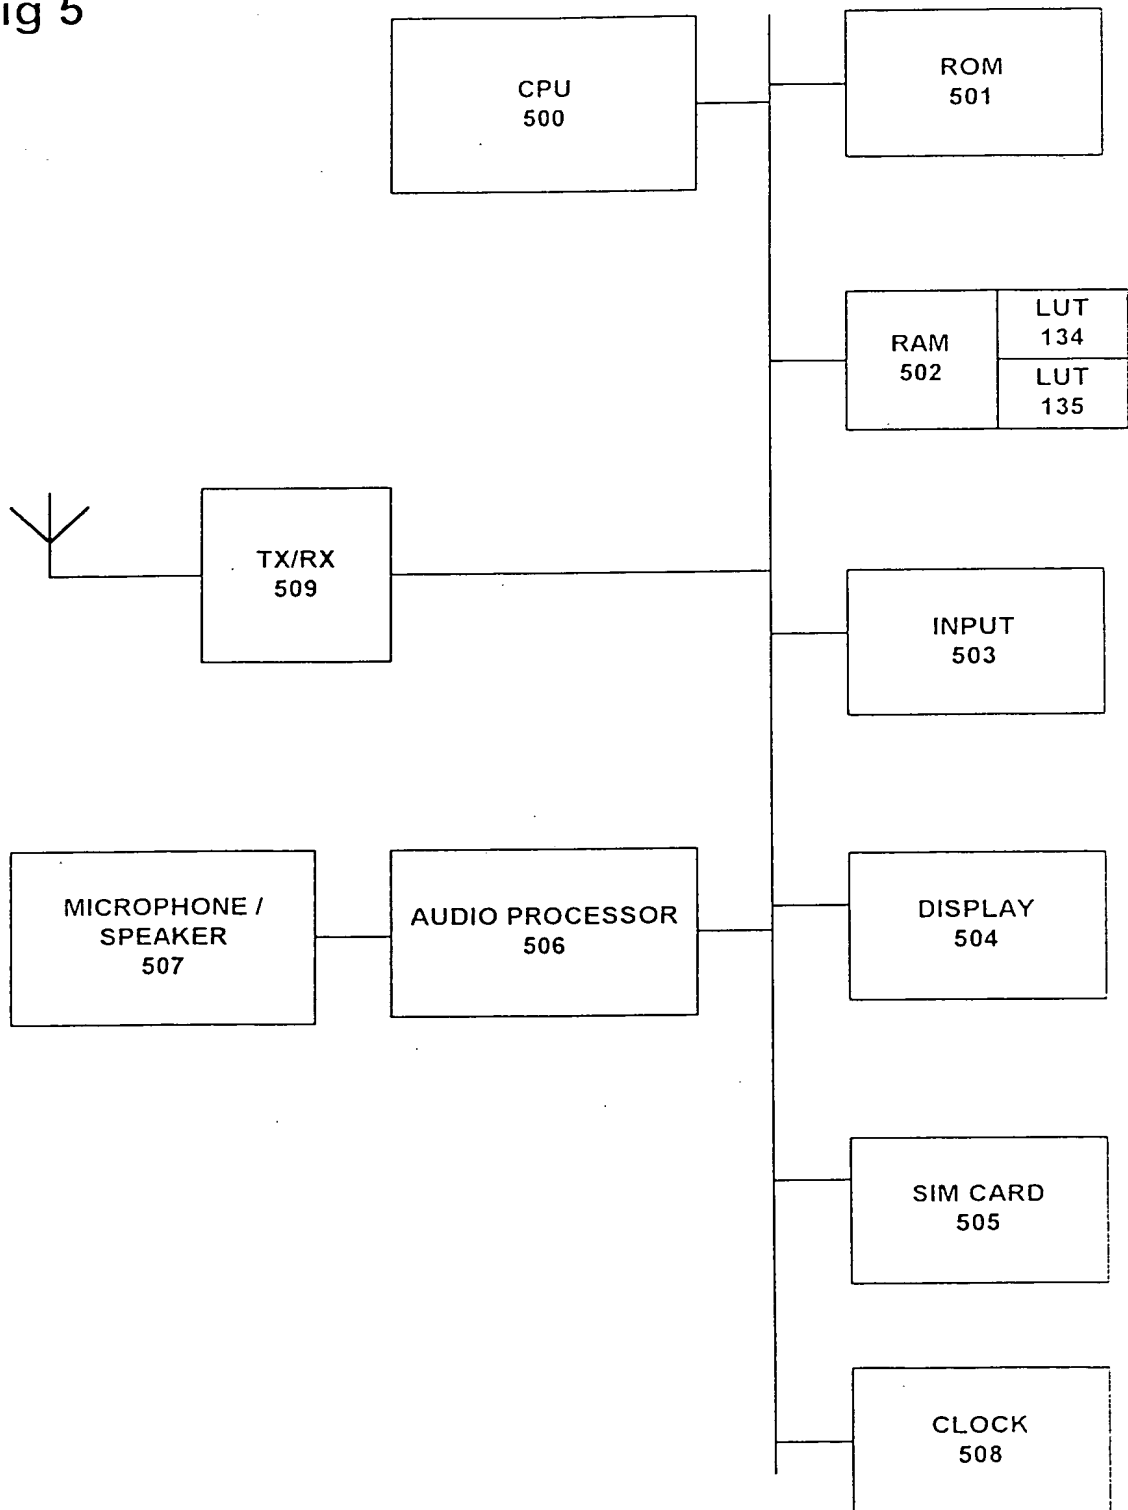 ig 5
CPU
500
ROM
501
RAM
502
LUT
134
LUT
135
TX/RX
509
INPUT
503
MICROPHONE /
SPEAKER
507
AUDIO PROCESSOR
506
DISPLAY
504
SIM CARD
505
CLOCK
508